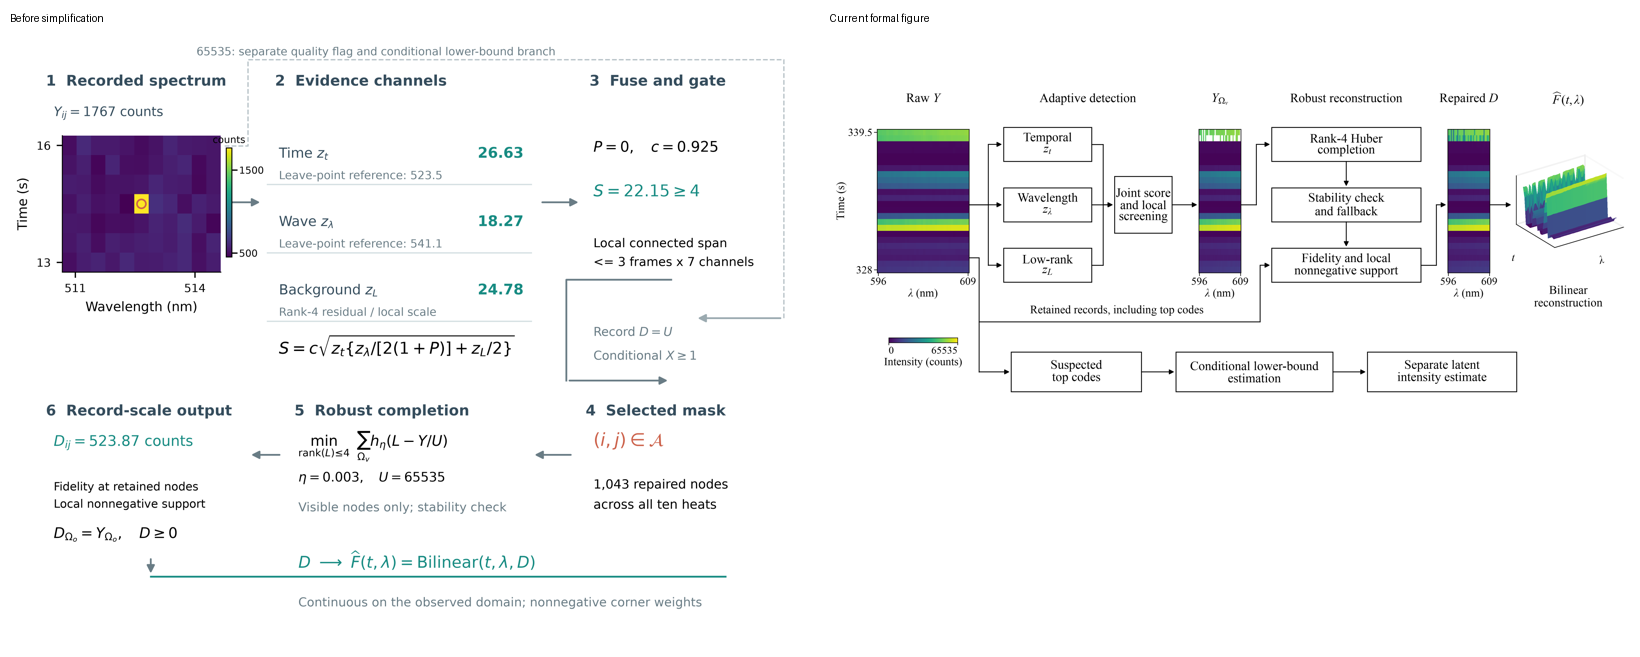 Before simplification
65535: separate quality flag and conditional lower-bound branch
1 Recorded spectrum
2 Evidence channels
3 Fuse and gate
Y_ij = 1767 counts
counts
16
13
1500
500
511
514
Time (s)
Wavelength (nm)
Time z_t
26.63
Leave-point reference: 523.5
Wave z_λ
18.27
Leave-point reference: 541.1
Background z_L
24.78
Rank-4 residual / local scale
S = c√z_t{z_λ/[2(1 + P)] + z_L/2}
P = 0, c = 0.925
S = 22.15 ≥ 4
Local connected span
<= 3 frames x 7 channels
Record D = U
Conditional X ≥ 1
6 Record-scale output
5 Robust completion
4 Selected mask
D_ij = 523.87 counts
Fidelity at retained nodes
Local nonnegative support
D_Ωo = Y_Ωo, D ≥ 0
min rank(L)≤4 ∑ Ω_v h_η(L − Y/U)
η = 0.003, U = 65535
Visible nodes only; stability check
(i, j) ∈ 𝒜
1,043 repaired nodes
across all ten heats
D ⟶ F̂(t, λ) = Bilinear(t, λ, D)
Continuous on the observed domain; nonnegative corner weights
Current formal figure
Raw Y
Adaptive detection
Y_Ωv
Robust reconstruction
Repaired D
F̂(t, λ)
339.5
328
Time (s)
596
609
λ (nm)
Temporal
z_t
Wavelength
z_λ
Low-rank
z_L
Joint score
and local
screening
596
609
λ (nm)
Rank-4 Huber
completion
Stability check
and fallback
Fidelity and local
nonnegative support
596
609
λ (nm)
t
λ
Bilinear
reconstruction
Retained records, including top codes
0
65535
Intensity (counts)
Suspected
top codes
Conditional lower-bound
estimation
Separate latent
intensity estimate